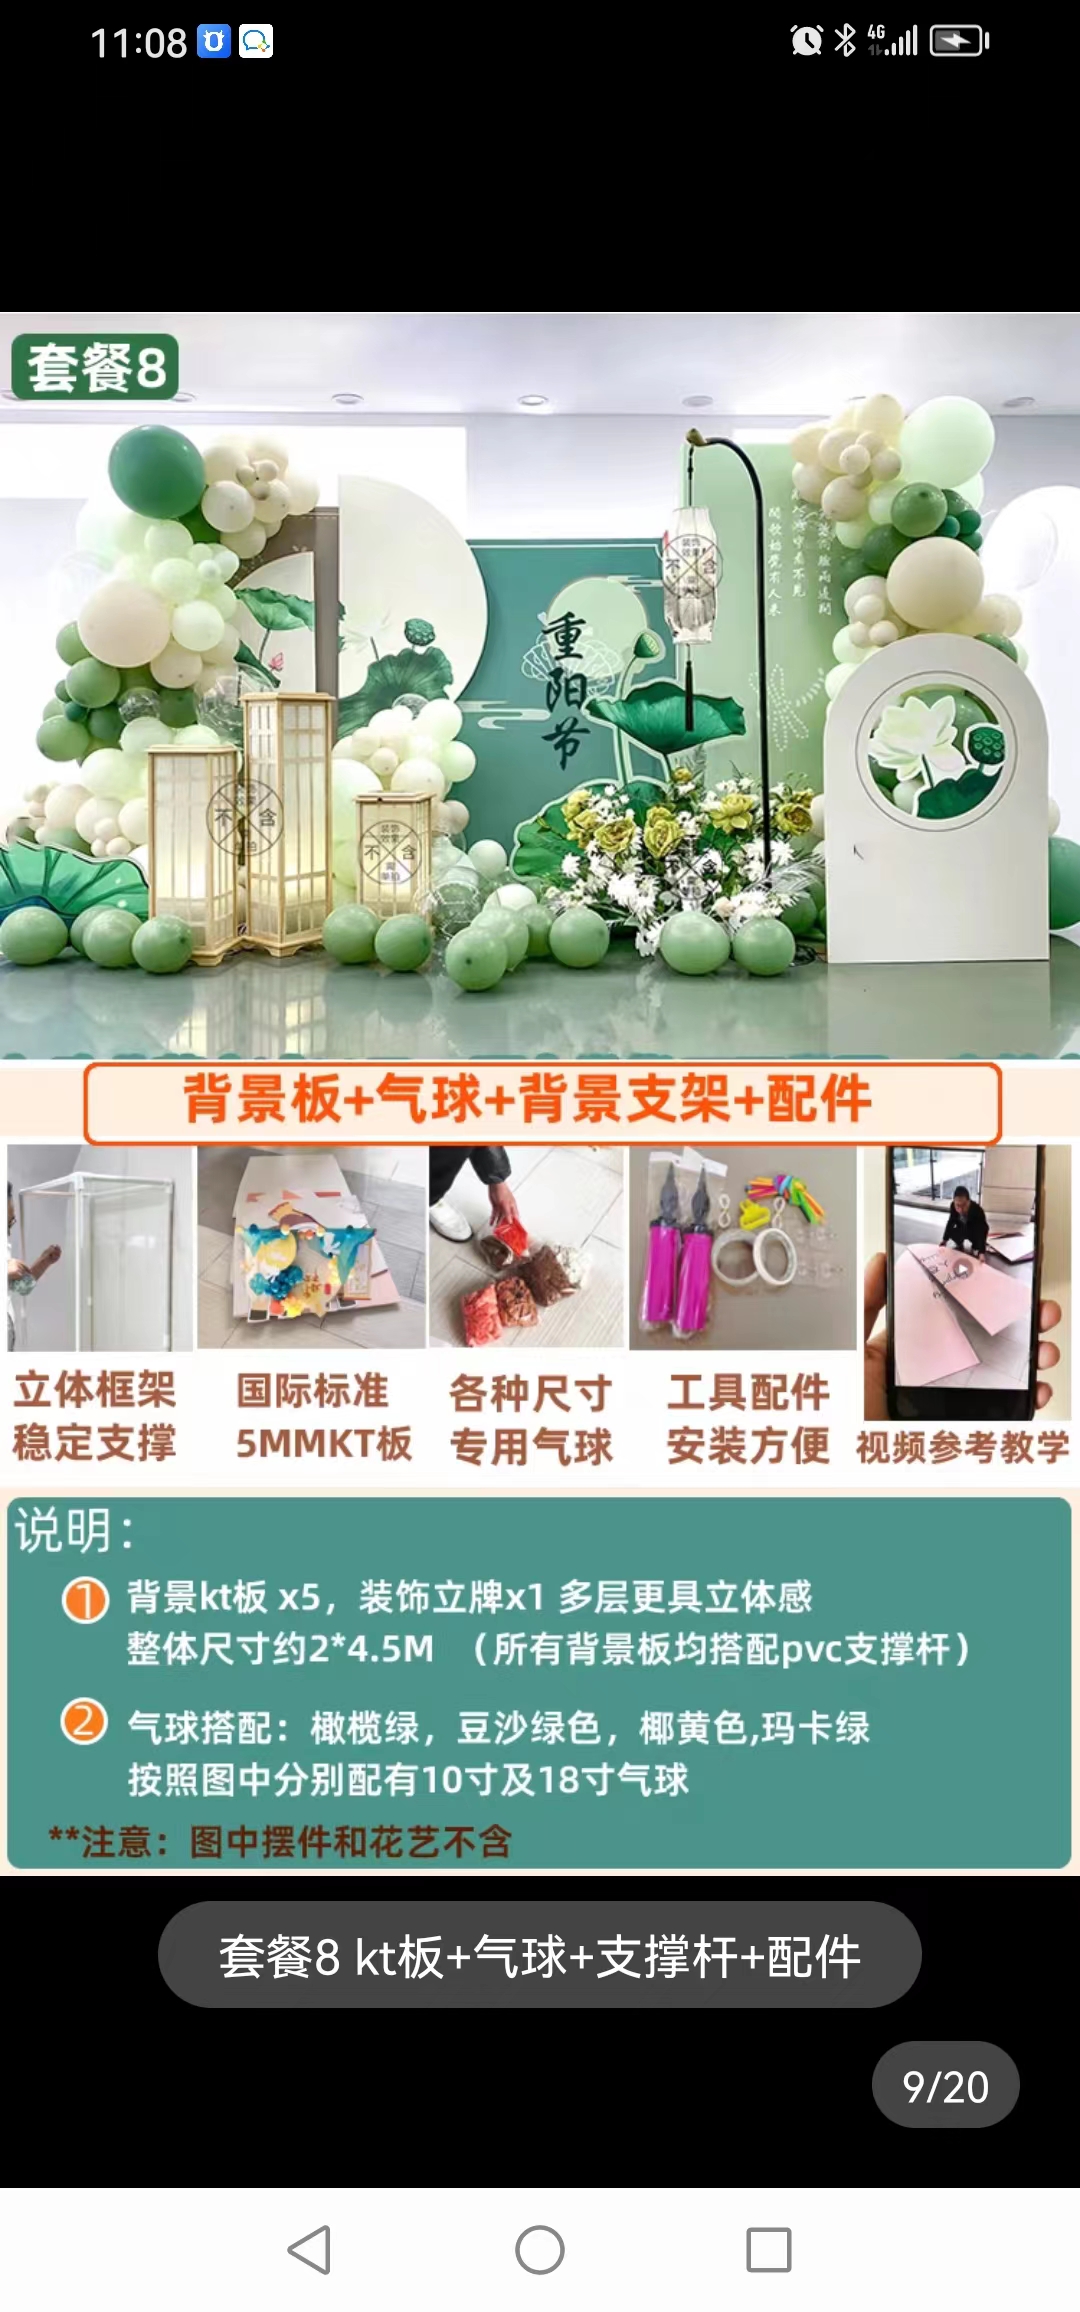 11:08
4G
套餐8
重阳节
不含
不含
不含
背景板+气球+背景支架+配件
立体框架
稳定支撑
国际标准
5MMKT板
各种尺寸
专用气球
工具配件
安装方便
视频参考教学
说明：
① 背景kt板 x5，装饰立牌x1 多层更具立体感
整体尺寸约2*4.5M （所有背景板均搭配pvc支撑杆）
② 气球搭配：橄榄绿，豆沙绿色，椰黄色,玛卡绿
按照图中分别配有10寸及18寸气球
**注意：图中摆件和花艺不含
套餐8 kt板+气球+支撑杆+配件
9/20